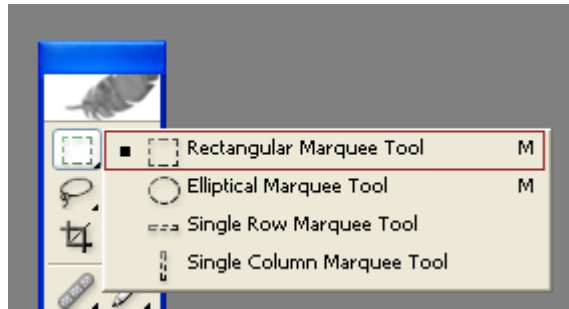 Rectangular Marquee Tool M
Elliptical Marquee Tool M
Single Row Marquee Tool
Single Column Marquee Tool